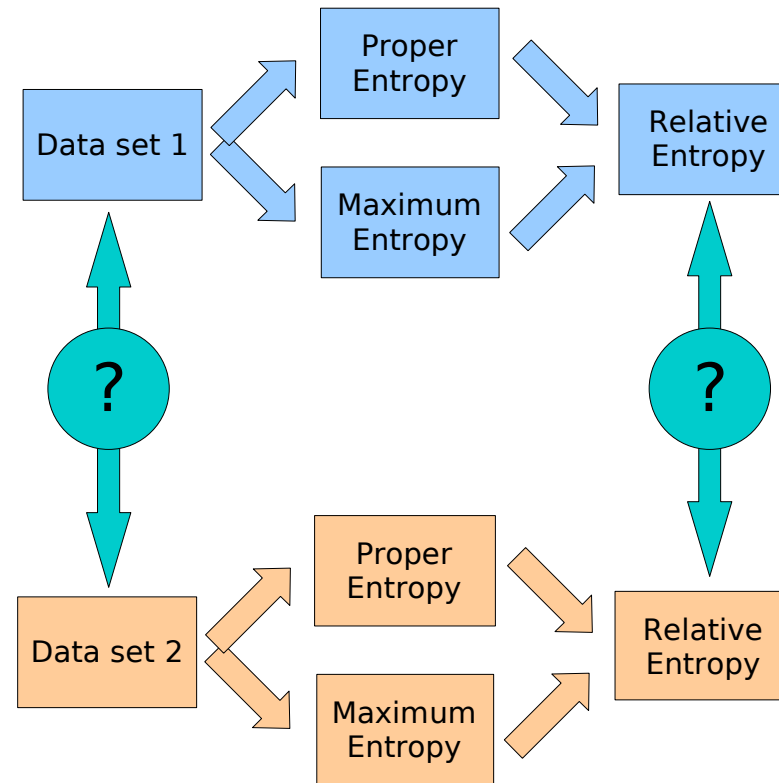 Proper
Entropy
Data set 1
Relative
Entropy
Maximum
Entropy
?
?
Proper
Entropy
Data set 2
Relative
Entropy
Maximum
Entropy